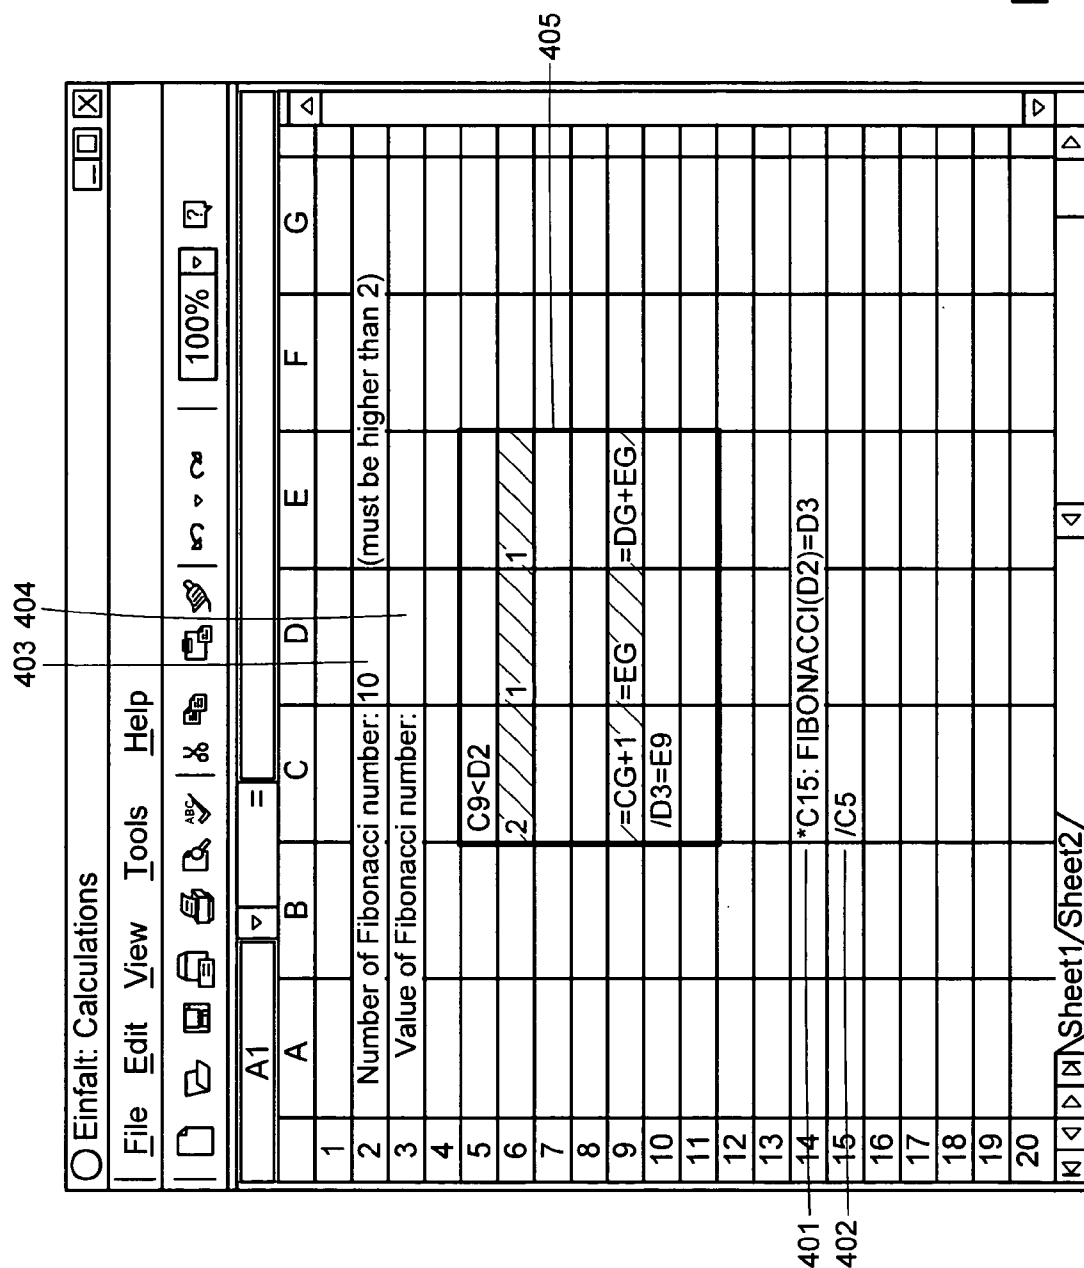 403 404
Einfalt: Calculations
File Edit View Tools Help
ABC 100% ?
A1 =
A B C D E F G
1
2 Number of Fibonacci number: 10 (must be higher than 2)
3 Value of Fibonacci number:
4
5 C9<D2
6 2 1 1
7
8
9 =CG+1 =EG =DG+EG
10 /D3=E9
11
12
13
14 *C15: FIBONACCI(D2)=D3
15 /C5
16
17
18
19
20
Sheet1/Sheet2/
401
402
405